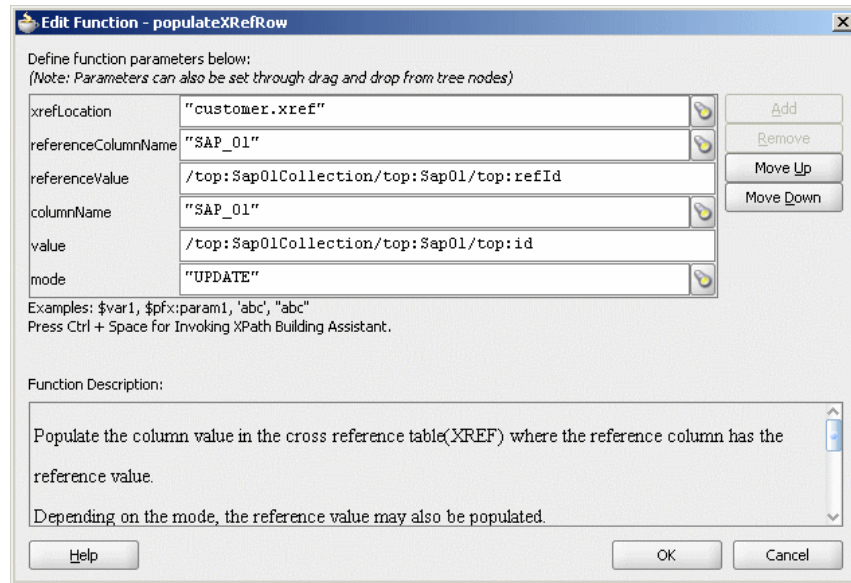 Edit Function - populateXRefRow
Define function parameters below:
(Note: Parameters can also be set through drag and drop from tree nodes)
xrefLocation "customer.xref" Add
referenceColumnName "SAP_01" Remove
referenceValue /top:Sap01Collection/top:Sap01/top:refId Move Up
columnName "SAP_01" Move Down
value /top:Sap01Collection/top:Sap01/top:id
mode "UPDATE"
Examples: $var1, $pfx:param1, 'abc', "abc"
Press Ctrl + Space for Invoking XPath Building Assistant.
Function Description:
Populate the column value in the cross reference table(XREF) where the reference column has the
reference value.
Depending on the mode, the reference value may also be populated.
Help OK Cancel